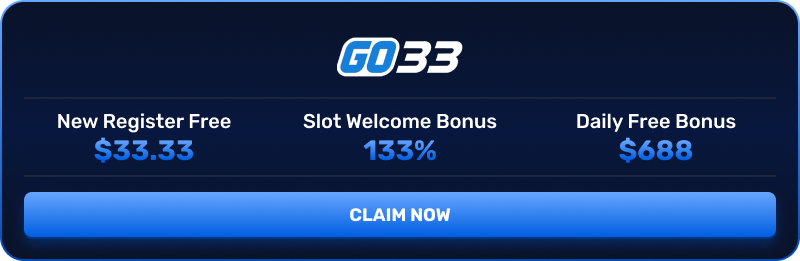 GO33
New Register Free
$33.33
Slot Welcome Bonus
133%
Daily Free Bonus
$688
CLAIM NOW